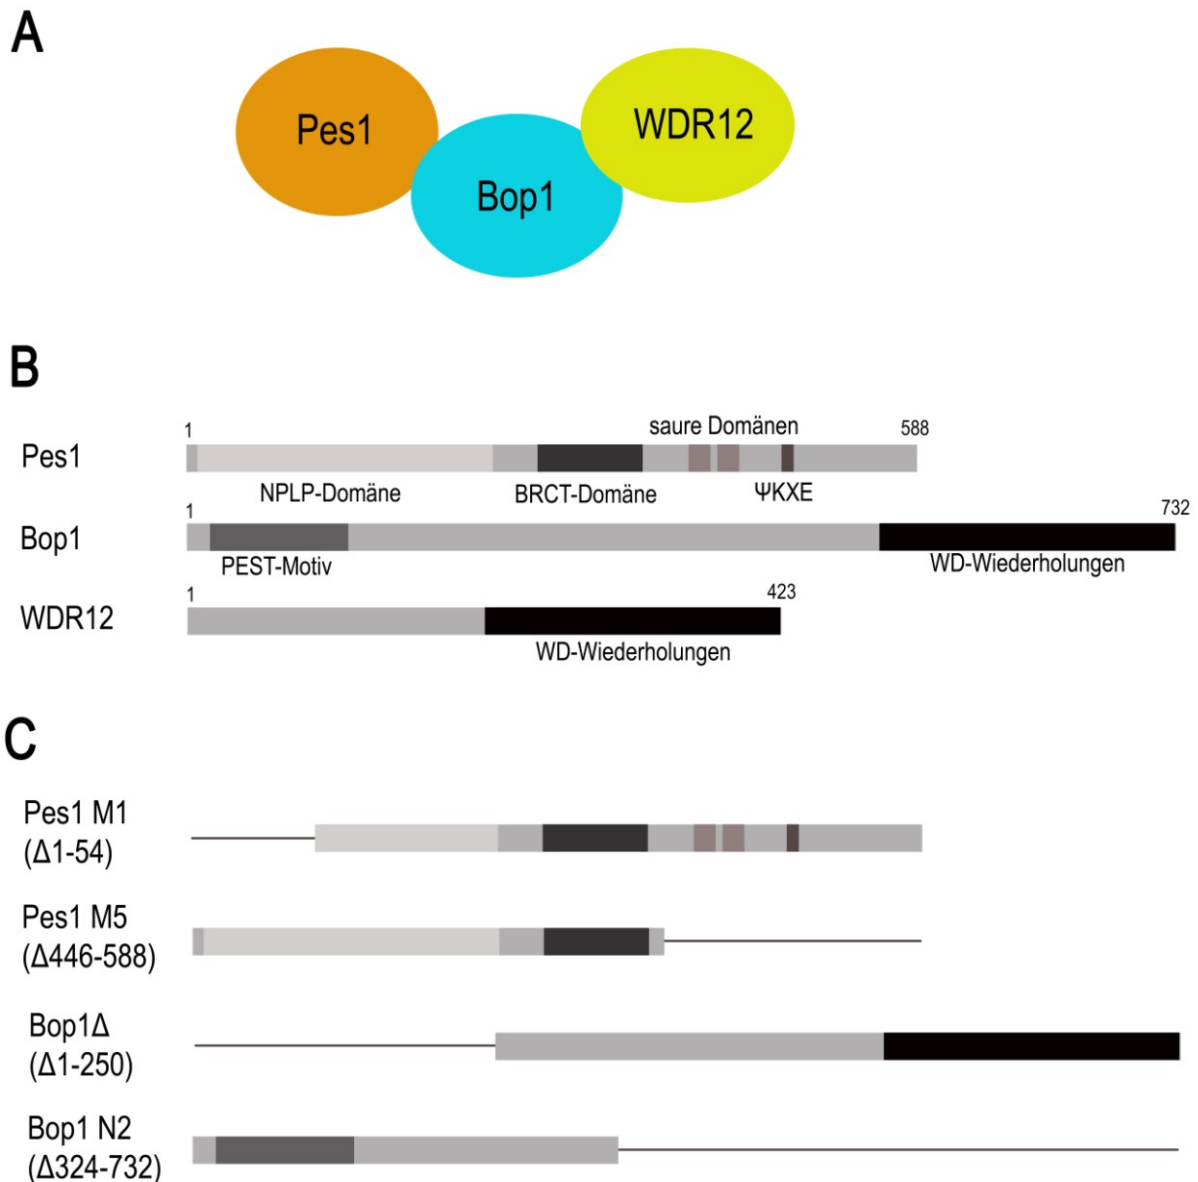 A
Pes1
Bop1
WDR12
B
1
saure Domänen
588
Pes1
NPLP-Domäne
BRCT-Domäne
ΨKXE
1
732
Bop1
PEST-Motiv
WD-Wiederholungen
1
423
WDR12
WD-Wiederholungen
C
Pes1 M1
(Δ1-54)
Pes1 M5
(Δ446-588)
Bop1Δ
(Δ1-250)
Bop1 N2
(Δ324-732)